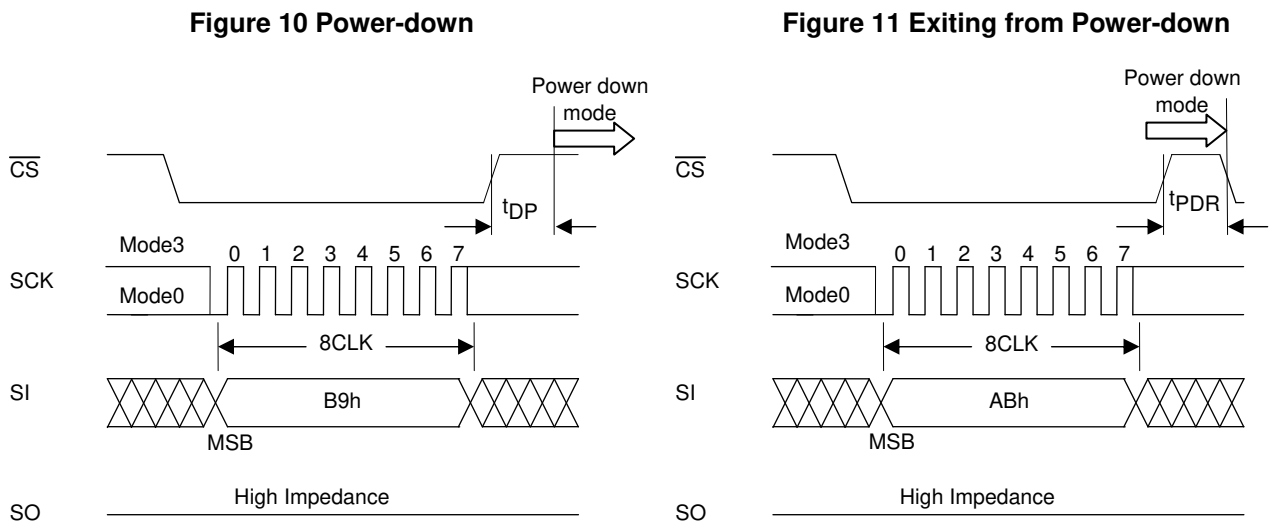 Figure 10 Power-down
Power down
mode
CS
tDP
Mode3
0 1 2 3 4 5 6 7
SCK
Mode0
8CLK
SI
B9h
MSB
High Impedance
SO
Figure 11 Exiting from Power-down
Power down
mode
CS
tPDR
Mode3
0 1 2 3 4 5 6 7
SCK
Mode0
8CLK
SI
ABh
MSB
High Impedance
SO